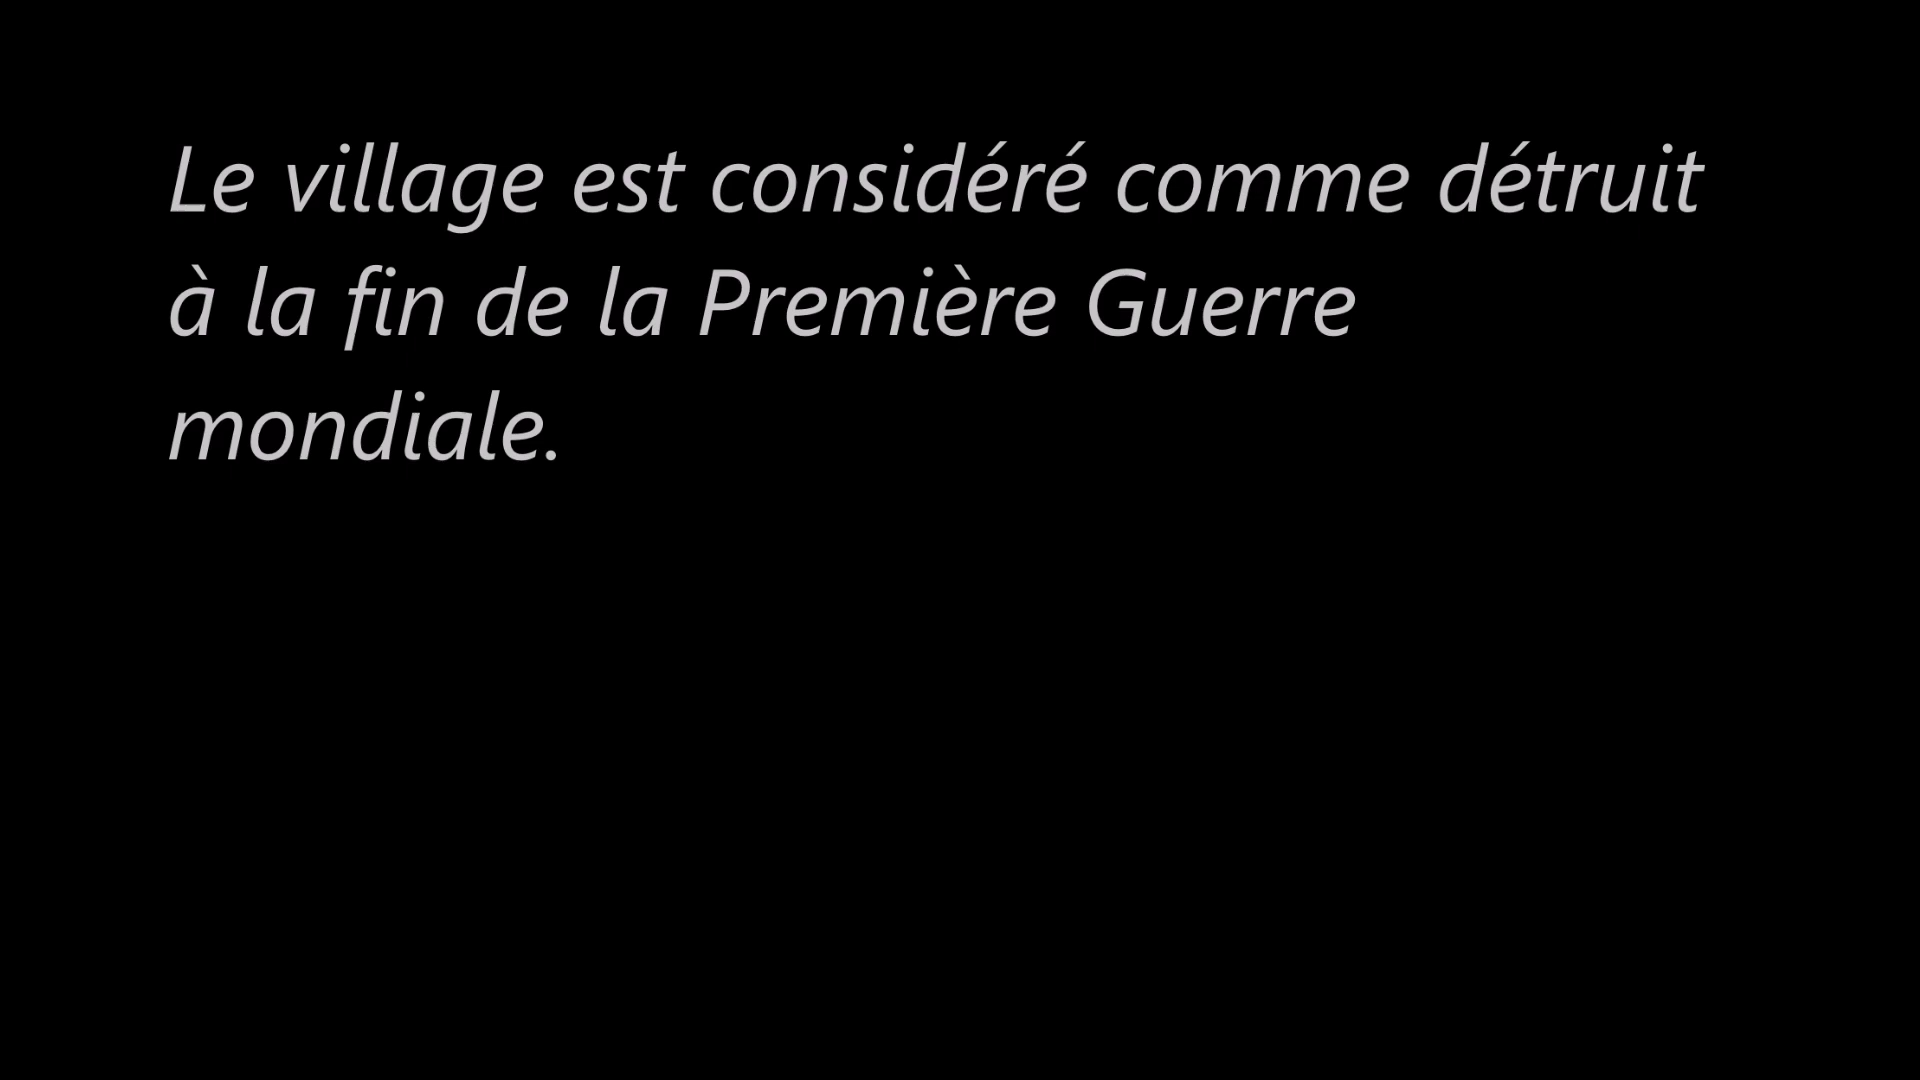 Le village est considéré comme détruit
à la fin de la Première Guerre
mondiale.